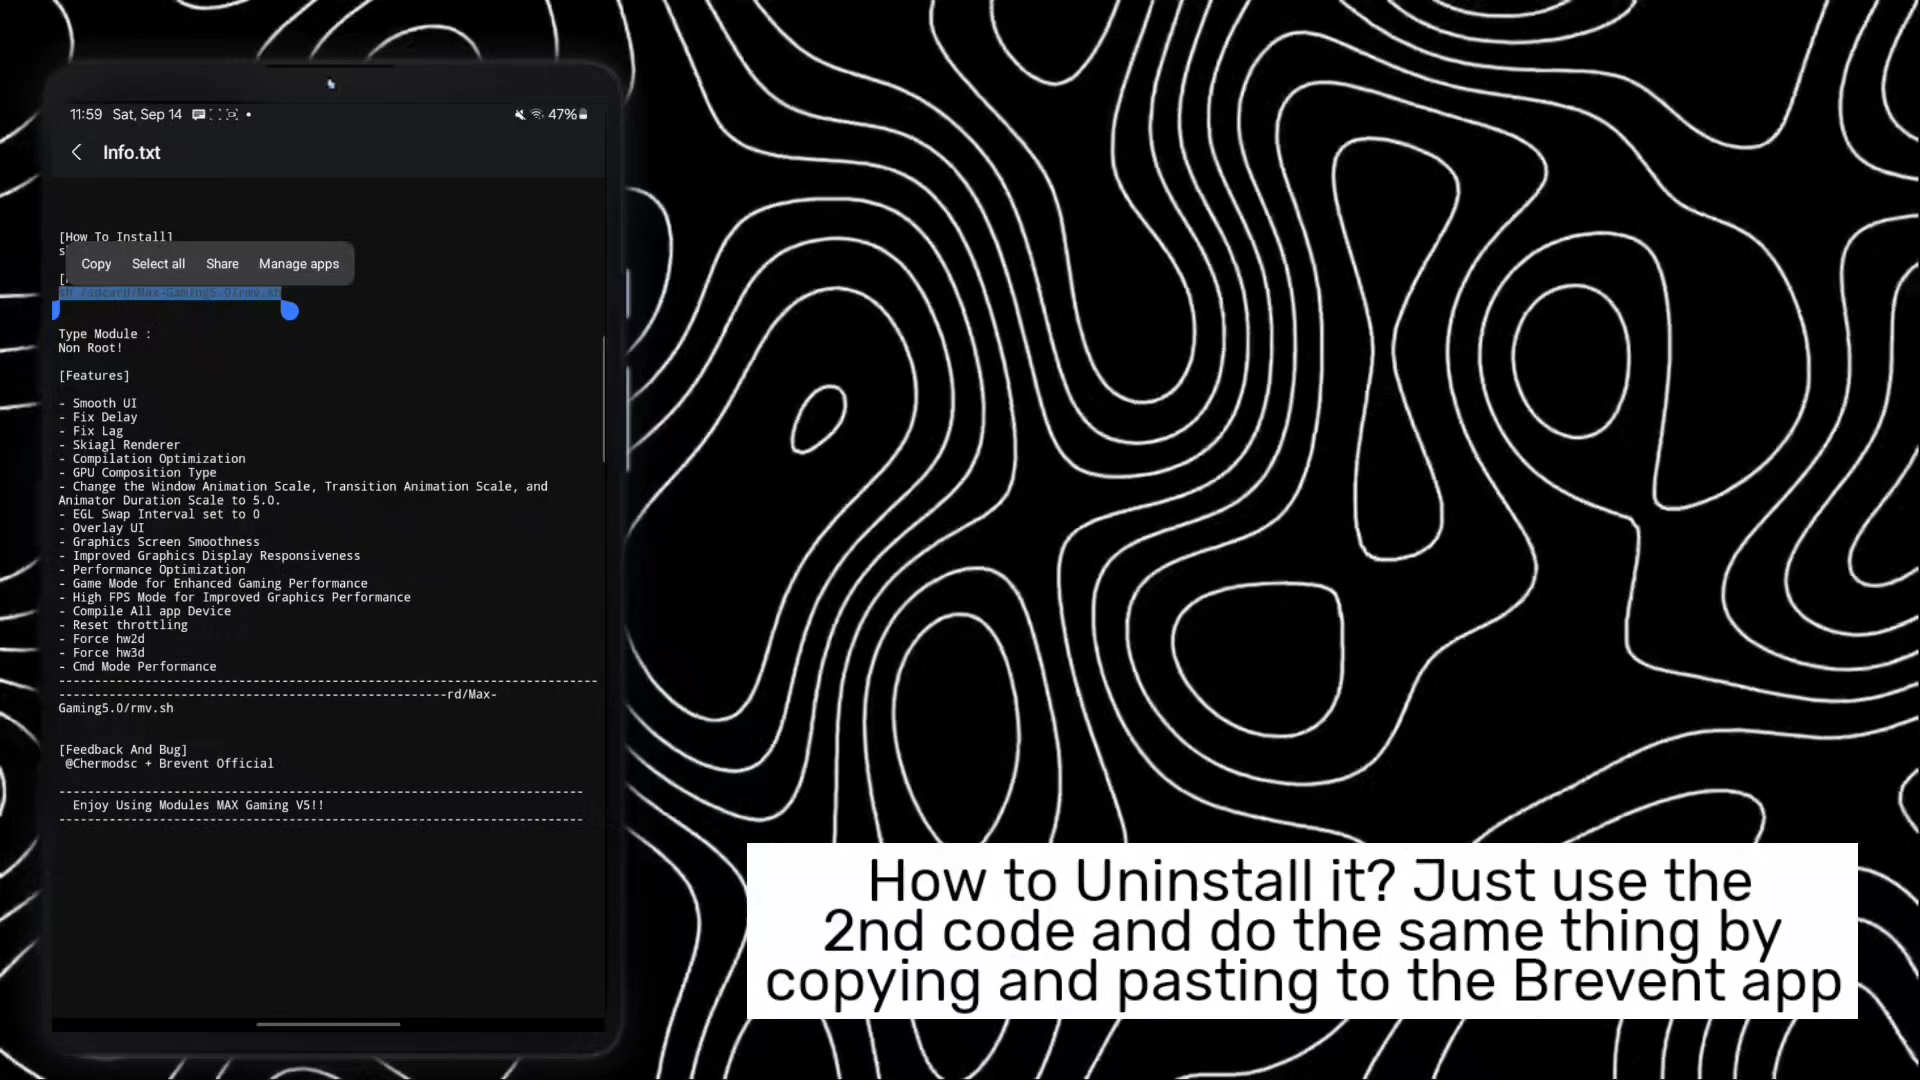 11:59 Sat, Sep 14
47%
Info.txt
[How To Install]
s
Copy Select all Share Manage apps
[
sh /sdcard/Max-Gaming5.0/rmv.sh
Type Module :
Non Root!
[Features]
- Smooth UI
- Fix Delay
- Fix Lag
- Skiagl Renderer
- Compilation Optimization
- GPU Composition Type
- Change the Window Animation Scale, Transition Animation Scale, and
Animator Duration Scale to 5.0.
- EGL Swap Interval set to 0
- Overlay UI
- Graphics Screen Smoothness
- Improved Graphics Display Responsiveness
- Performance Optimization
- Game Mode for Enhanced Gaming Performance
- High FPS Mode for Improved Graphics Performance
- Compile All app Device
- Reset throttling
- Force hw2d
- Force hw3d
- Cmd Mode Performance
---------------------------------------------------------------------------
------------------------------------------------------rd/Max-
Gaming5.0/rmv.sh
[Feedback And Bug]
@Chermodsc + Brevent Official
-------------------------------------------------------------------------
Enjoy Using Modules MAX Gaming V5!!
-------------------------------------------------------------------------
How to Uninstall it? Just use the
2nd code and do the same thing by
copying and pasting to the Brevent app